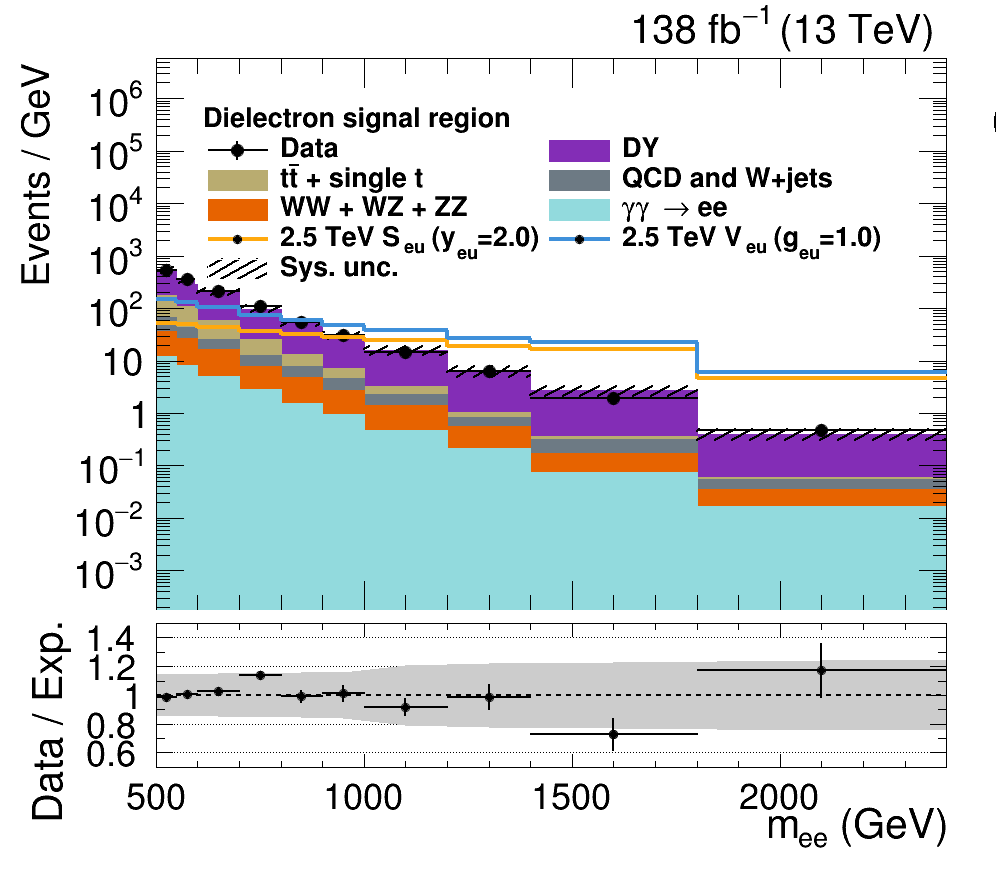 138 fb⁻¹ (13 TeV)
Events / GeV
10⁶
10⁵
10⁴
10³
10²
10
1
10⁻¹
10⁻²
10⁻³
Dielectron signal region
Data
DY
tt̄ + single t
QCD and W+jets
WW + WZ + ZZ
γγ → ee
2.5 TeV S_eu (y_eu=2.0)
2.5 TeV V_eu (g_eu=1.0)
Sys. unc.
Data / Exp.
1.4
1.2
1
0.8
0.6
500 1000 1500 2000
m_ee (GeV)